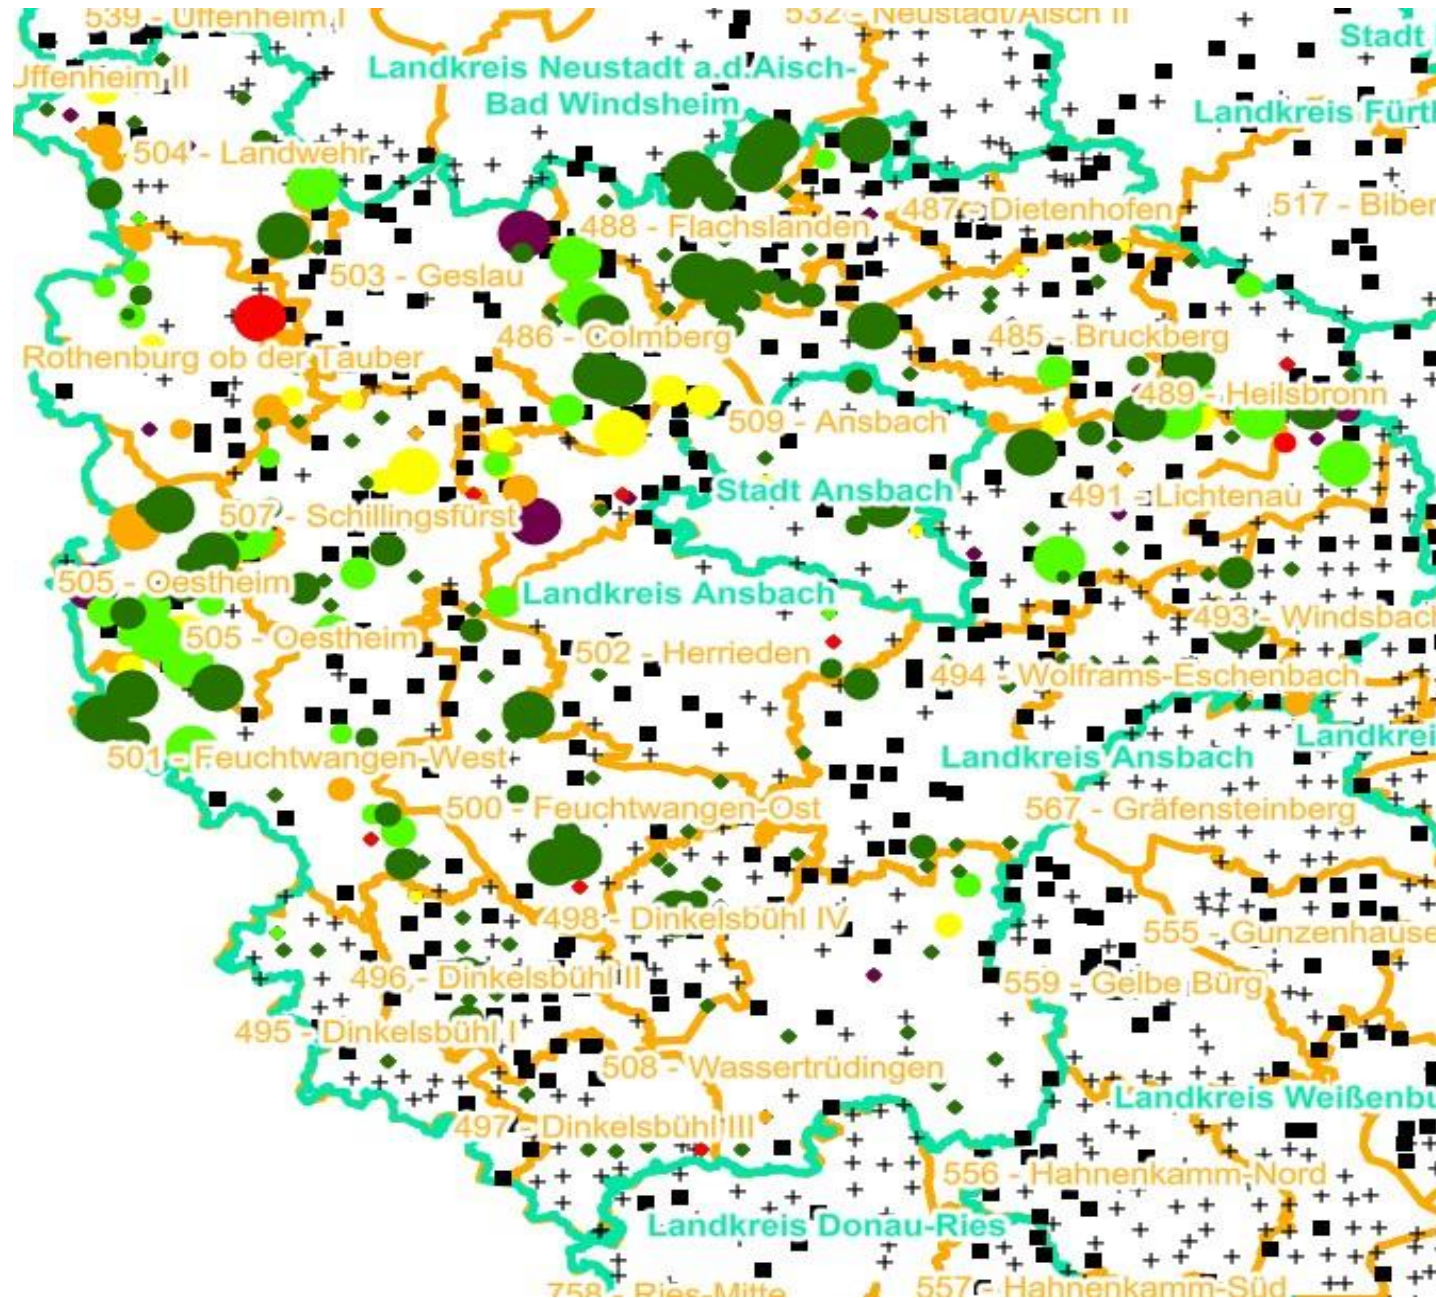 539 - Uffenheim I
532 - Neustadt/Aisch II
Stadt
Uffenheim II
Landkreis Neustadt a.d.Aisch-
Bad Windsheim
Landkreis Fürth
504 - Landwehr
487 - Dietenhofen
517 - Biber
488 - Flachslanden
503 - Geslau
486 - Colmberg
485 - Bruckberg
Rothenburg ob der Tauber
489 - Heilsbronn
509 - Ansbach
Stadt Ansbach
491 - Lichtenau
507 - Schillingsfürst
505 - Oestheim
Landkreis Ansbach
493 - Windsbach
505 - Oestheim
502 - Herrieden
494 - Wolframs-Eschenbach
Landkrei
501 - Feuchtwangen-West
Landkreis Ansbach
500 - Feuchtwangen-Ost
567 - Gräfensteinberg
498 - Dinkelsbühl IV
555 - Gunzenhause
496 - Dinkelsbühl II
559 - Gelbe Bürg
495 - Dinkelsbühl I
508 - Wassertrüdingen
Landkreis Weißenbu
497 - Dinkelsbühl III
556 - Hahnenkamm-Nord
Landkreis Donau-Ries
758 - Ries-Mitte
557 - Hahnenkamm-Süd